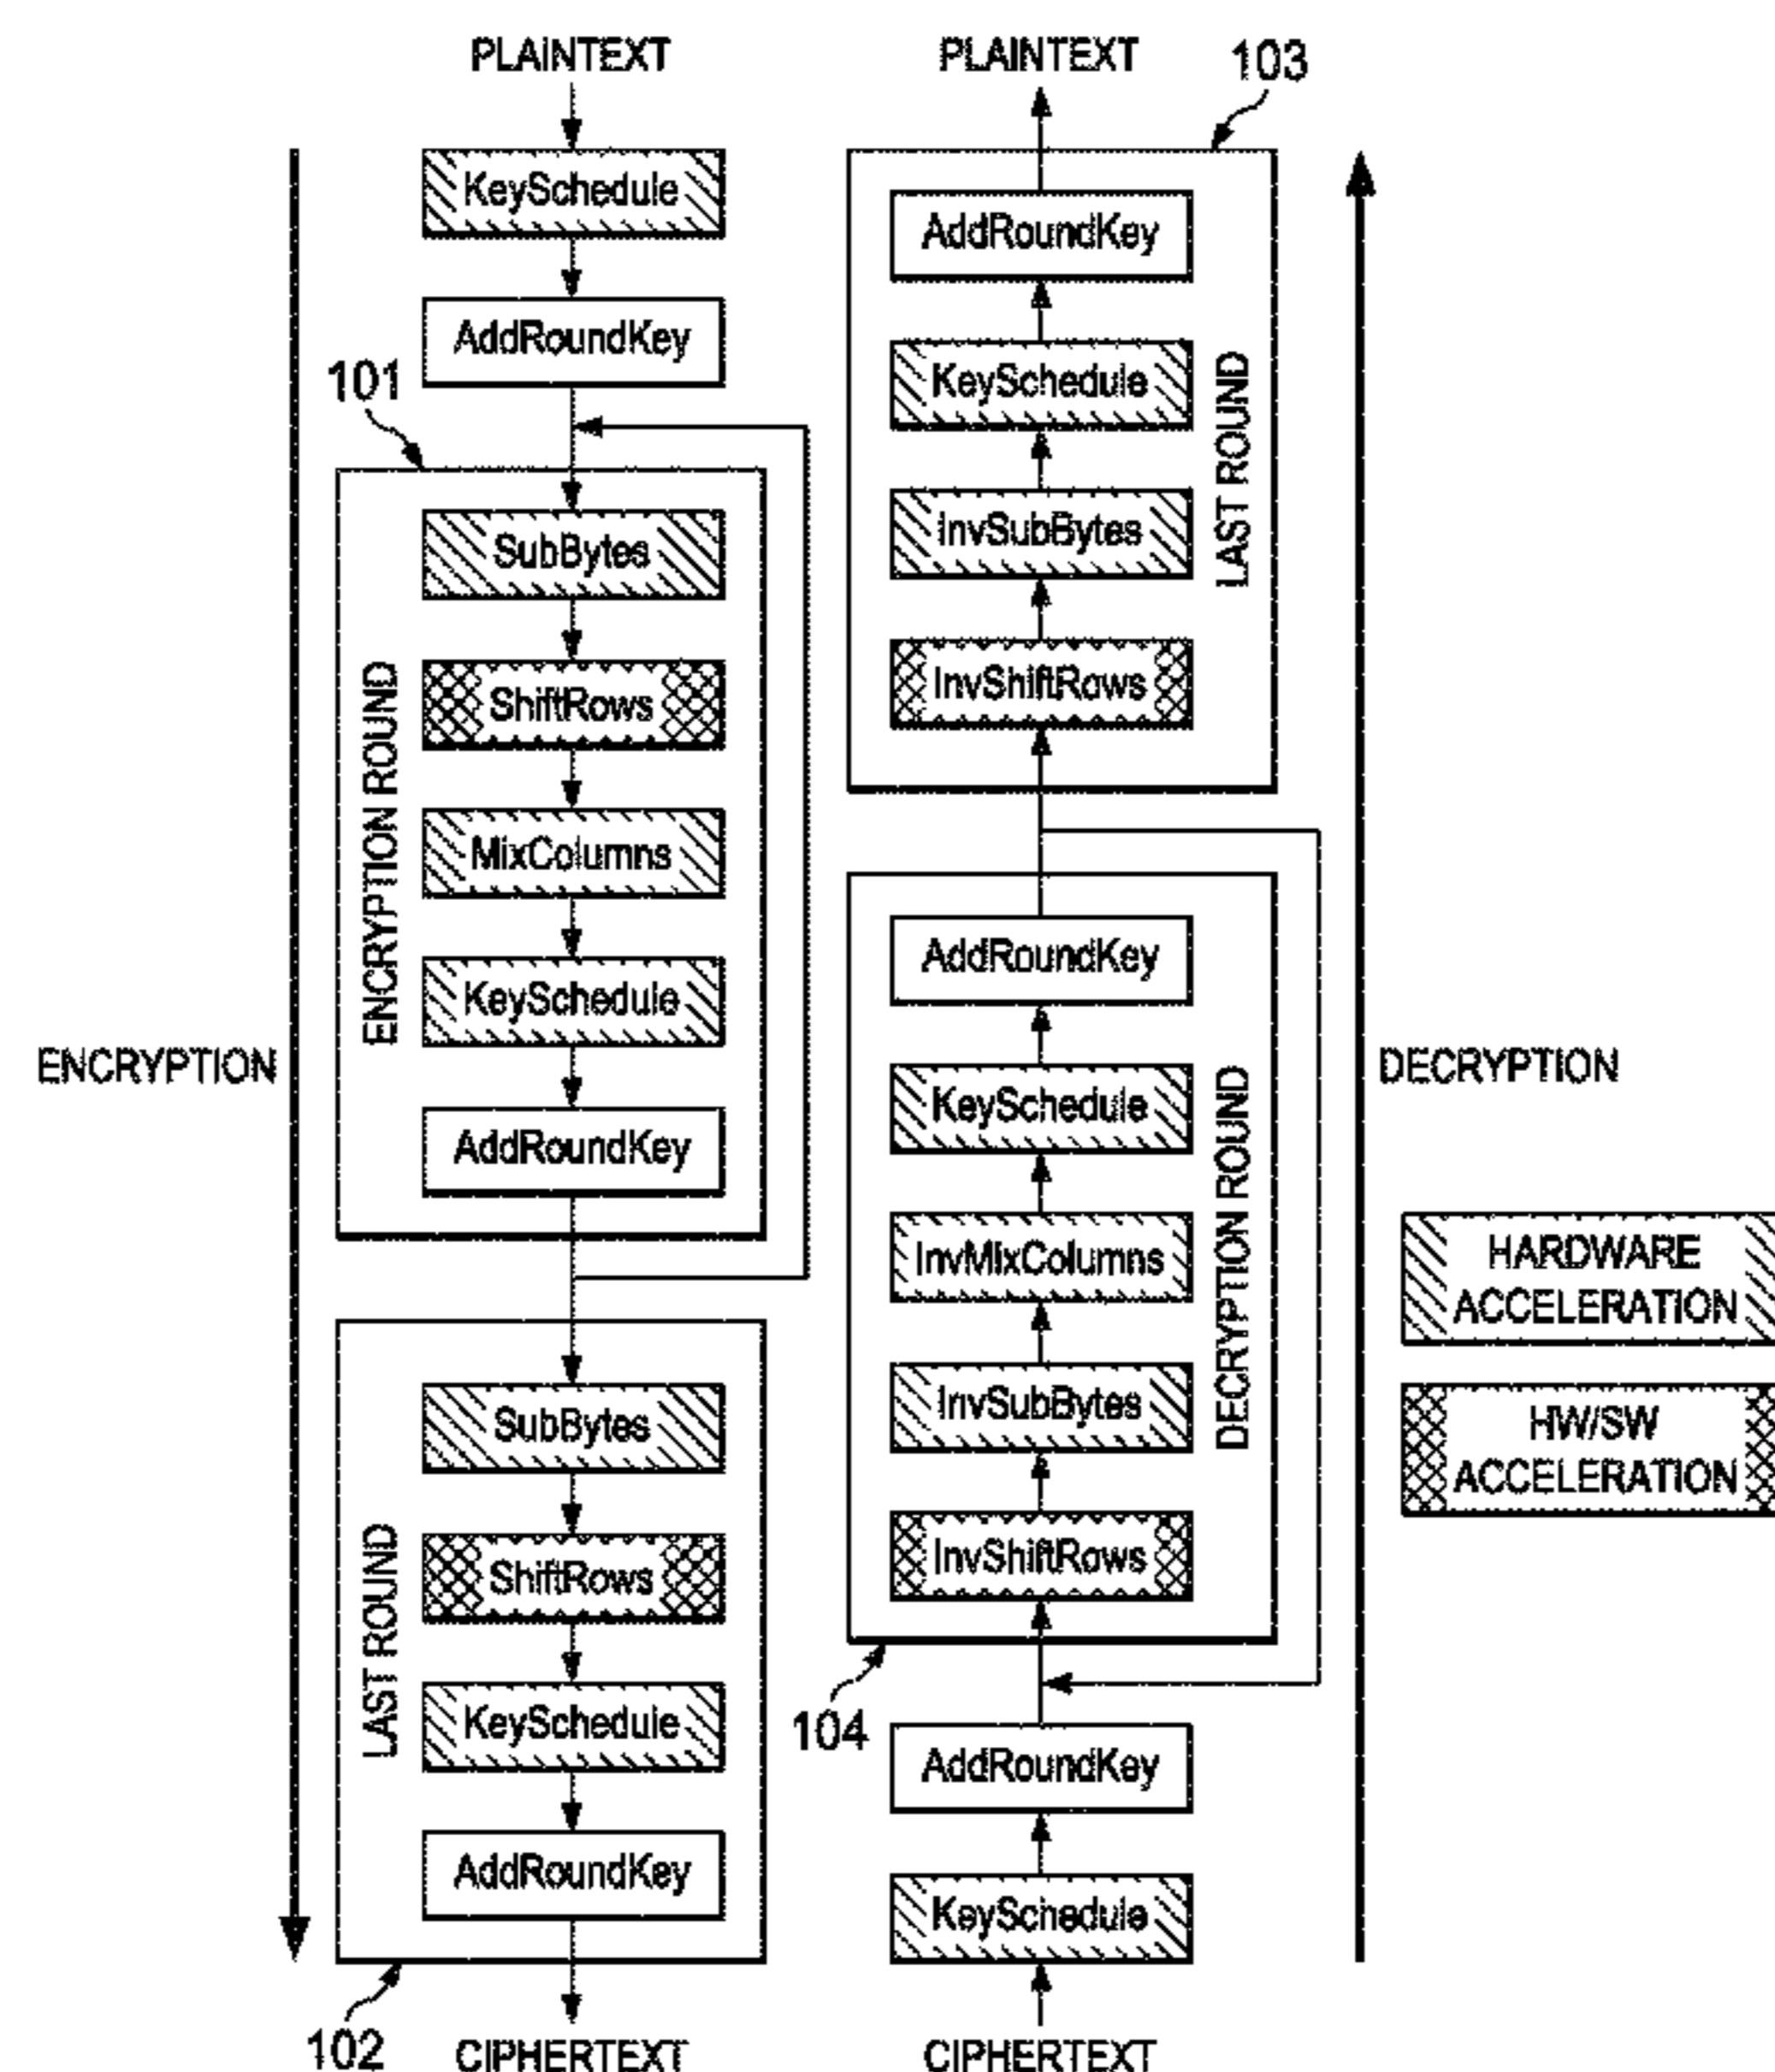 PLAINTEXT
KeySchedule
AddRoundKey
101
ENCRYPTION ROUND
SubBytes
ShiftRows
MixColumns
KeySchedule
AddRoundKey
ENCRYPTION
LAST ROUND
SubBytes
ShiftRows
KeySchedule
AddRoundKey
102
CIPHERTEXT
PLAINTEXT
103
AddRoundKey
KeySchedule
InvSubBytes
InvShiftRows
LAST ROUND
AddRoundKey
KeySchedule
InvMixColumns
InvSubBytes
InvShiftRows
DECRYPTION ROUND
104
AddRoundKey
KeySchedule
CIPHERTEXT
DECRYPTION
HARDWARE
ACCELERATION
HW/SW
ACCELERATION